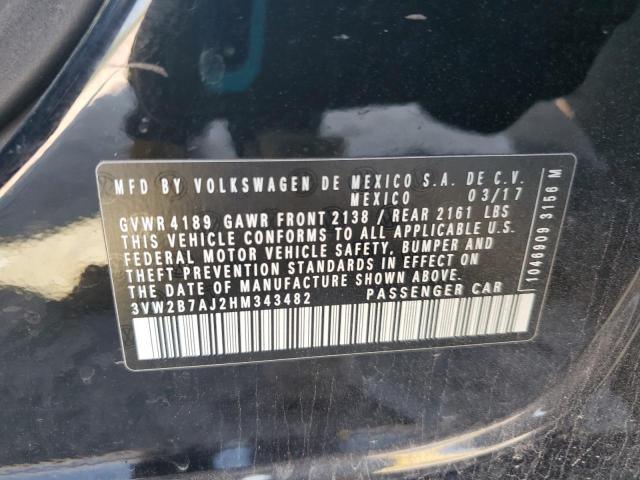 MFD BY VOLKSWAGEN DE MEXICO S.A. DE C.V.
MEXICO 03/17
GVWR 4189 GAWR FRONT 2138 / REAR 2161 LBS
THIS VEHICLE CONFORMS TO ALL APPLICABLE U.S.
FEDERAL MOTOR VEHICLE SAFETY, BUMPER AND
THEFT PREVENTION STANDARDS IN EFFECT ON
THE DATE OF MANUFACTURE SHOWN ABOVE.
3VW2B7AJ2HM343482 PASSENGER CAR
1046909 3156 M